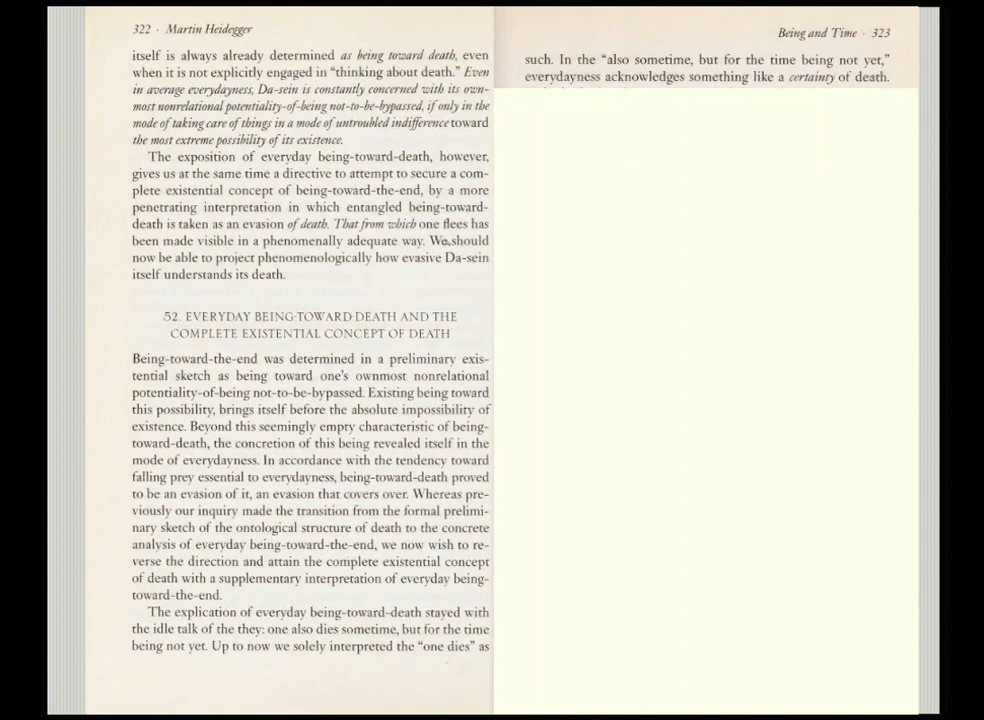 322 · Martin Heidegger
itself is always already determined as being toward death, even
when it is not explicitly engaged in “thinking about death.” Even
in average everydayness, Da-sein is constantly concerned with its own-
most nonrelational potentiality-of-being not-to-be-bypassed, if only in the
mode of taking care of things in a mode of untroubled indifference toward
the most extreme possibility of its existence.
The exposition of everyday being-toward-death, however,
gives us at the same time a directive to attempt to secure a com-
plete existential concept of being-toward-the-end, by a more
penetrating interpretation in which entangled being-toward-
death is taken as an evasion of death. That from which one flees has
been made visible in a phenomenally adequate way. We should
now be able to project phenomenologically how evasive Da-sein
itself understands its death.
52. EVERYDAY BEING-TOWARD-DEATH AND THE
COMPLETE EXISTENTIAL CONCEPT OF DEATH
Being-toward-the-end was determined in a preliminary exis-
tential sketch as being toward one’s ownmost nonrelational
potentiality-of-being not-to-be-bypassed. Existing being toward
this possibility, brings itself before the absolute impossibility of
existence. Beyond this seemingly empty characteristic of being-
toward-death, the concretion of this being revealed itself in the
mode of everydayness. In accordance with the tendency toward
falling prey essential to everydayness, being-toward-death proved
to be an evasion of it, an evasion that covers over. Whereas pre-
viously our inquiry made the transition from the formal prelimi-
nary sketch of the ontological structure of death to the concrete
analysis of everyday being-toward-the-end, we now wish to re-
verse the direction and attain the complete existential concept
of death with a supplementary interpretation of everyday being-
toward-the-end.
The explication of everyday being-toward-death stayed with
the idle talk of the they: one also dies sometime, but for the time
being not yet. Up to now we solely interpreted the “one dies” as
Being and Time · 323
such. In the “also sometime, but for the time being not yet,”
everydayness acknowledges something like a certainty of death.